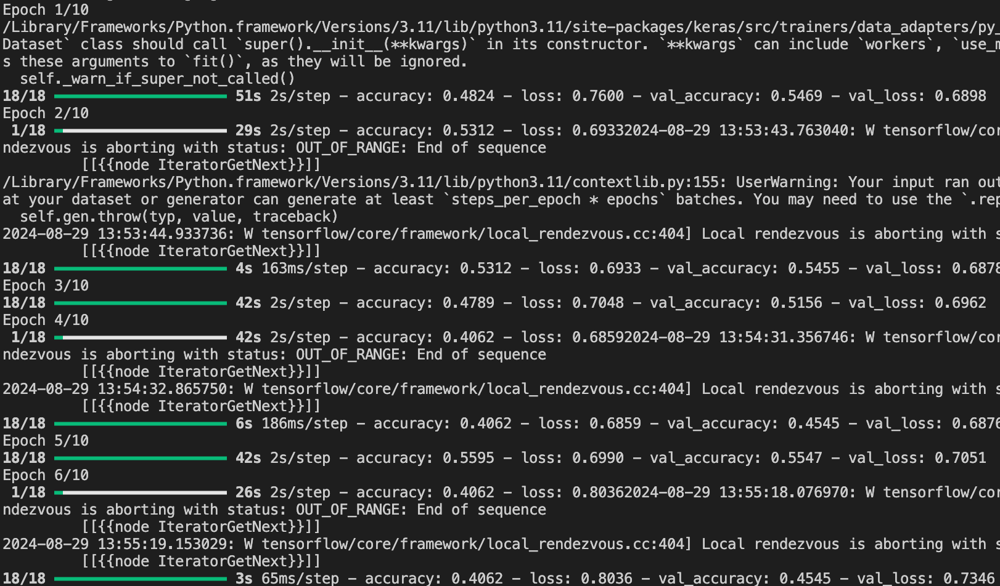 Epoch 1/10
/Library/Frameworks/Python.framework/Versions/3.11/lib/python3.11/site-packages/keras/src/trainers/data_adapters/py_
Dataset` class should call `super().__init__(**kwargs)` in its constructor. `**kwargs` can include `workers`, `use_m
s these arguments to `fit()`, as they will be ignored.
  self._warn_if_super_not_called()
18/18 51s 2s/step - accuracy: 0.4824 - loss: 0.7600 - val_accuracy: 0.5469 - val_loss: 0.6898
Epoch 2/10
 1/18 29s 2s/step - accuracy: 0.5312 - loss: 0.69332024-08-29 13:53:43.763040: W tensorflow/cor
ndezvous is aborting with status: OUT_OF_RANGE: End of sequence
         [[{{node IteratorGetNext}}]]
/Library/Frameworks/Python.framework/Versions/3.11/lib/python3.11/contextlib.py:155: UserWarning: Your input ran out
at your dataset or generator can generate at least `steps_per_epoch * epochs` batches. You may need to use the `.rep
  self.gen.throw(typ, value, traceback)
2024-08-29 13:53:44.933736: W tensorflow/core/framework/local_rendezvous.cc:404] Local rendezvous is aborting with s
         [[{{node IteratorGetNext}}]]
18/18 4s 163ms/step - accuracy: 0.5312 - loss: 0.6933 - val_accuracy: 0.5455 - val_loss: 0.6878
Epoch 3/10
18/18 42s 2s/step - accuracy: 0.4789 - loss: 0.7048 - val_accuracy: 0.5156 - val_loss: 0.6962
Epoch 4/10
 1/18 42s 2s/step - accuracy: 0.4062 - loss: 0.68592024-08-29 13:54:31.356746: W tensorflow/cor
ndezvous is aborting with status: OUT_OF_RANGE: End of sequence
         [[{{node IteratorGetNext}}]]
2024-08-29 13:54:32.865750: W tensorflow/core/framework/local_rendezvous.cc:404] Local rendezvous is aborting with s
         [[{{node IteratorGetNext}}]]
18/18 6s 186ms/step - accuracy: 0.4062 - loss: 0.6859 - val_accuracy: 0.4545 - val_loss: 0.6876
Epoch 5/10
18/18 42s 2s/step - accuracy: 0.5595 - loss: 0.6990 - val_accuracy: 0.5547 - val_loss: 0.7051
Epoch 6/10
 1/18 26s 2s/step - accuracy: 0.4062 - loss: 0.80362024-08-29 13:55:18.076970: W tensorflow/cor
ndezvous is aborting with status: OUT_OF_RANGE: End of sequence
         [[{{node IteratorGetNext}}]]
2024-08-29 13:55:19.153029: W tensorflow/core/framework/local_rendezvous.cc:404] Local rendezvous is aborting with s
         [[{{node IteratorGetNext}}]]
18/18 3s 65ms/step - accuracy: 0.4062 - loss: 0.8036 - val_accuracy: 0.4545 - val_loss: 0.7346